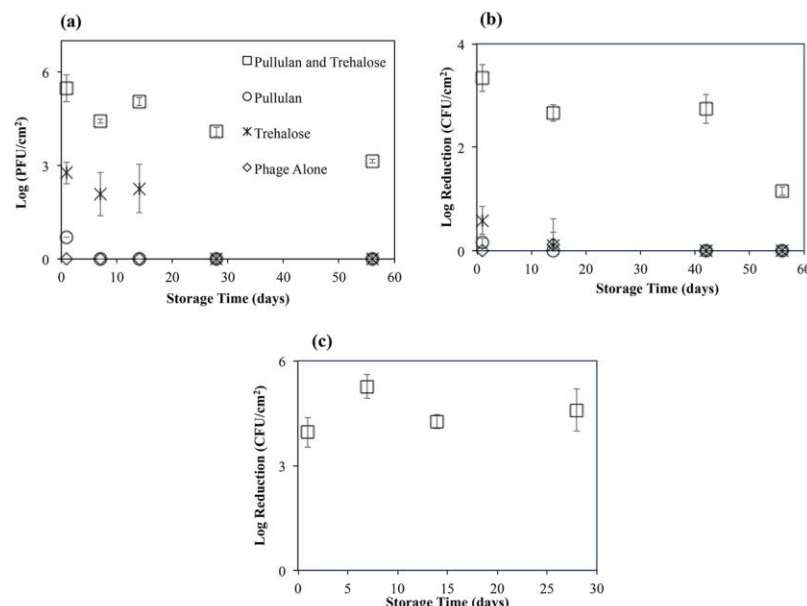 (a)
6
3
0
Log (PFU/cm²)
Pullulan and Trehalose
Pullulan
Trehalose
Phage Alone
0 10 20 30 40 50 60
Storage Time (days)
(b)
4
2
0
Log Reduction (CFU/cm²)
0 10 20 30 40 50 60
Storage Time (days)
(c)
6
3
0
Log Reduction (CFU/cm²)
0 5 10 15 20 25 30
Storage Time (days)